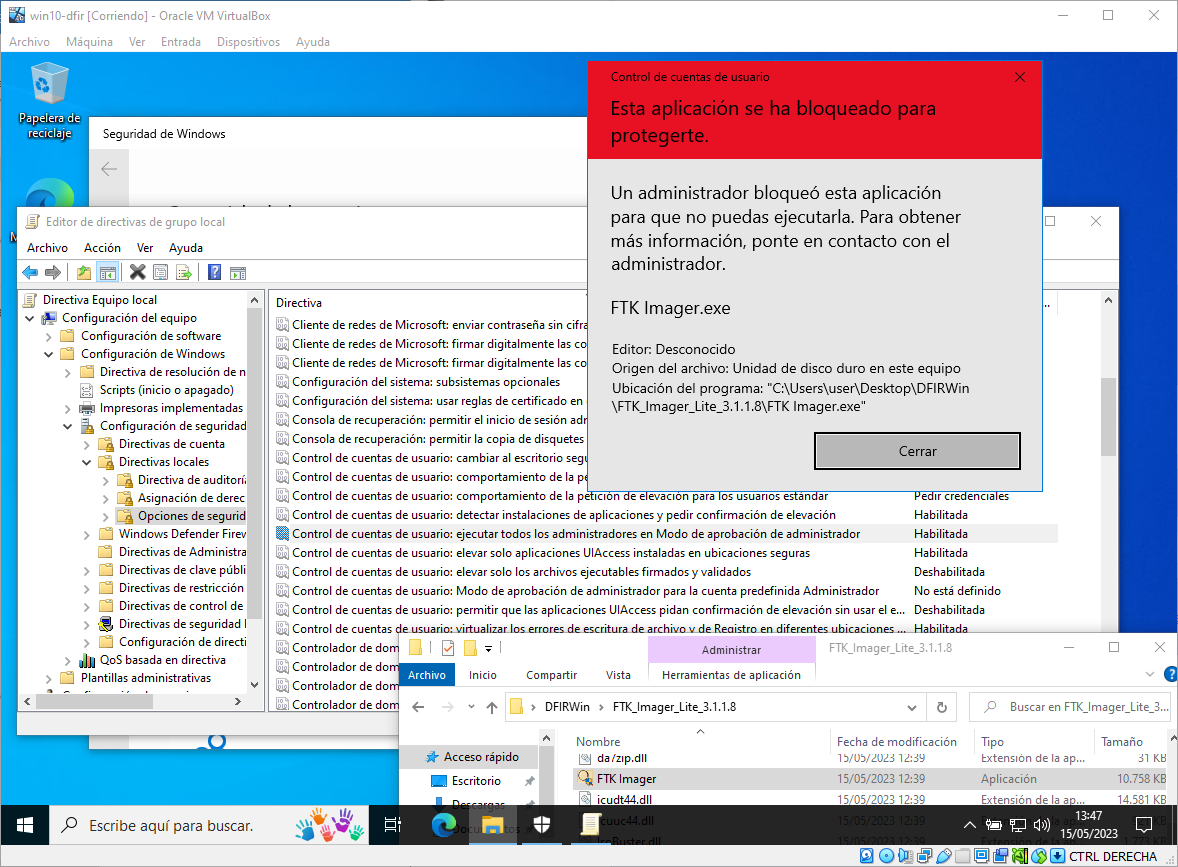 win10-dfir [Corriendo] - Oracle VM VirtualBox
Archivo Máquina Ver Entrada Dispositivos Ayuda
Papelera de
reciclaje
Seguridad de Windows
Control de cuentas de usuario
Esta aplicación se ha bloqueado para
protegerte.
Un administrador bloqueó esta aplicación
para que no puedas ejecutarla. Para obtener
más información, ponte en contacto con el
administrador.
FTK Imager.exe
Editor: Desconocido
Origen del archivo: Unidad de disco duro en este equipo
Ubicación del programa: "C:\Users\user\Desktop\DFIRWin
\FTK_Imager_Lite_3.1.1.8\FTK Imager.exe"
Cerrar
Editor de directivas de grupo local
Archivo Acción Ver Ayuda
Directiva Equipo local
Configuración del equipo
Configuración de software
Configuración de Windows
Directiva de resolución de n
Scripts (inicio o apagado)
Impresoras implementadas
Configuración de seguridad
Directivas de cuenta
Directivas locales
Directiva de auditoría
Asignación de derec
Opciones de segurid
Windows Defender Firew
Directivas de Administra
Directivas de clave públi
Directivas de restricción
Directivas de control de
Directivas de seguridad I
Configuración de directi
QoS basada en directiva
Plantillas administrativas
Directiva
Cliente de redes de Microsoft: enviar contraseña sin cifra
Cliente de redes de Microsoft: firmar digitalmente las co
Cliente de redes de Microsoft: firmar digitalmente las co
Configuración del sistema: subsistemas opcionales
Configuración del sistema: usar reglas de certificado en
Consola de recuperación: permitir el inicio de sesión adm
Consola de recuperación: permitir la copia de disquetes
Control de cuentas de usuario: cambiar al escritorio segu
Control de cuentas de usuario: comportamiento de la pe
Control de cuentas de usuario: comportamiento de la petición de elevación para los usuarios estándar Pedir credenciales
Control de cuentas de usuario: detectar instalaciones de aplicaciones y pedir confirmación de elevación Habilitada
Control de cuentas de usuario: ejecutar todos los administradores en Modo de aprobación de administrador Habilitada
Control de cuentas de usuario: elevar solo aplicaciones UIAccess instaladas en ubicaciones seguras Habilitada
Control de cuentas de usuario: elevar solo los archivos ejecutables firmados y validados Deshabilitada
Control de cuentas de usuario: Modo de aprobación de administrador para la cuenta predefinida Administrador No está definido
Control de cuentas de usuario: permitir que las aplicaciones UIAccess pidan confirmación de elevación sin usar el e... Deshabilitada
Control de cuentas de usuario: virtualizar los errores de escritura de archivo y de Registro en diferentes ubicaciones ... Habilitada
Controlador de dom
Controlador de dom
Controlador de dom
Controlador de dom
Administrar FTK_Imager_Lite_3.1.1.8
Archivo Inicio Compartir Vista Herramientas de aplicación
DFIRWin > FTK_Imager_Lite_3.1.1.8
Buscar en FTK_Imager_Lite_3...
Acceso rápido
Escritorio
Descargas
Nombre Fecha de modificación Tipo Tamaño
da7zip.dll 15/05/2023 12:39 Extensión de la ap... 31 KB
FTK Imager 15/05/2023 12:39 Aplicación 10.758 KB
icudt44.dll 15/05/2023 12:39 Extensión de la ap... 14.581 KB
Escribe aquí para buscar.
13:47
15/05/2023
CTRL DERECHA